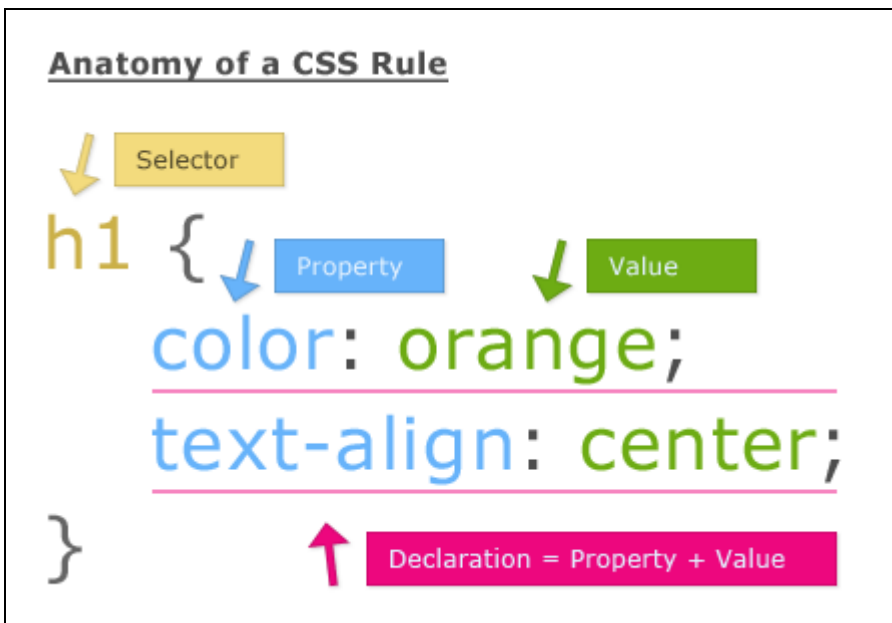 Anatomy of a CSS Rule
Selector
h1 {
Property
Value
color: orange;
text-align: center;
}
Declaration = Property + Value